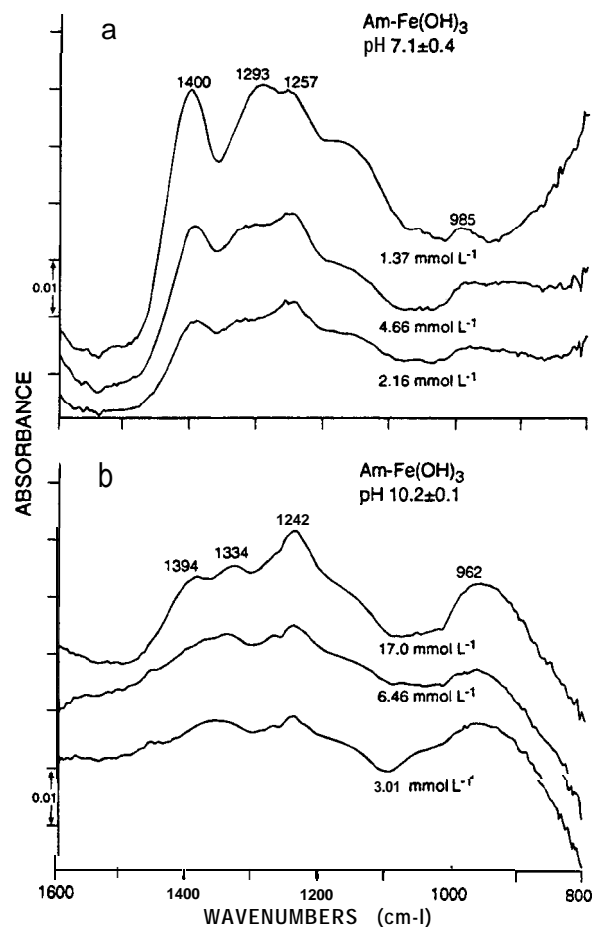 a
Am-Fe(OH)3
pH 7.1±0.4
1400
1293
1257
985
1.37 mmol L-1
4.66 mmol L-1
2.16 mmol L-1
0.01
ABSORBANCE
b
Am-Fe(OH)3
pH 10.2±0.1
1394
1334
1242
962
17.0 mmol L-1
6.46 mmol L-1
3.01 mmol L-1
0.01
1600
1400
1200
1000
800
WAVENUMBERS (cm-l)